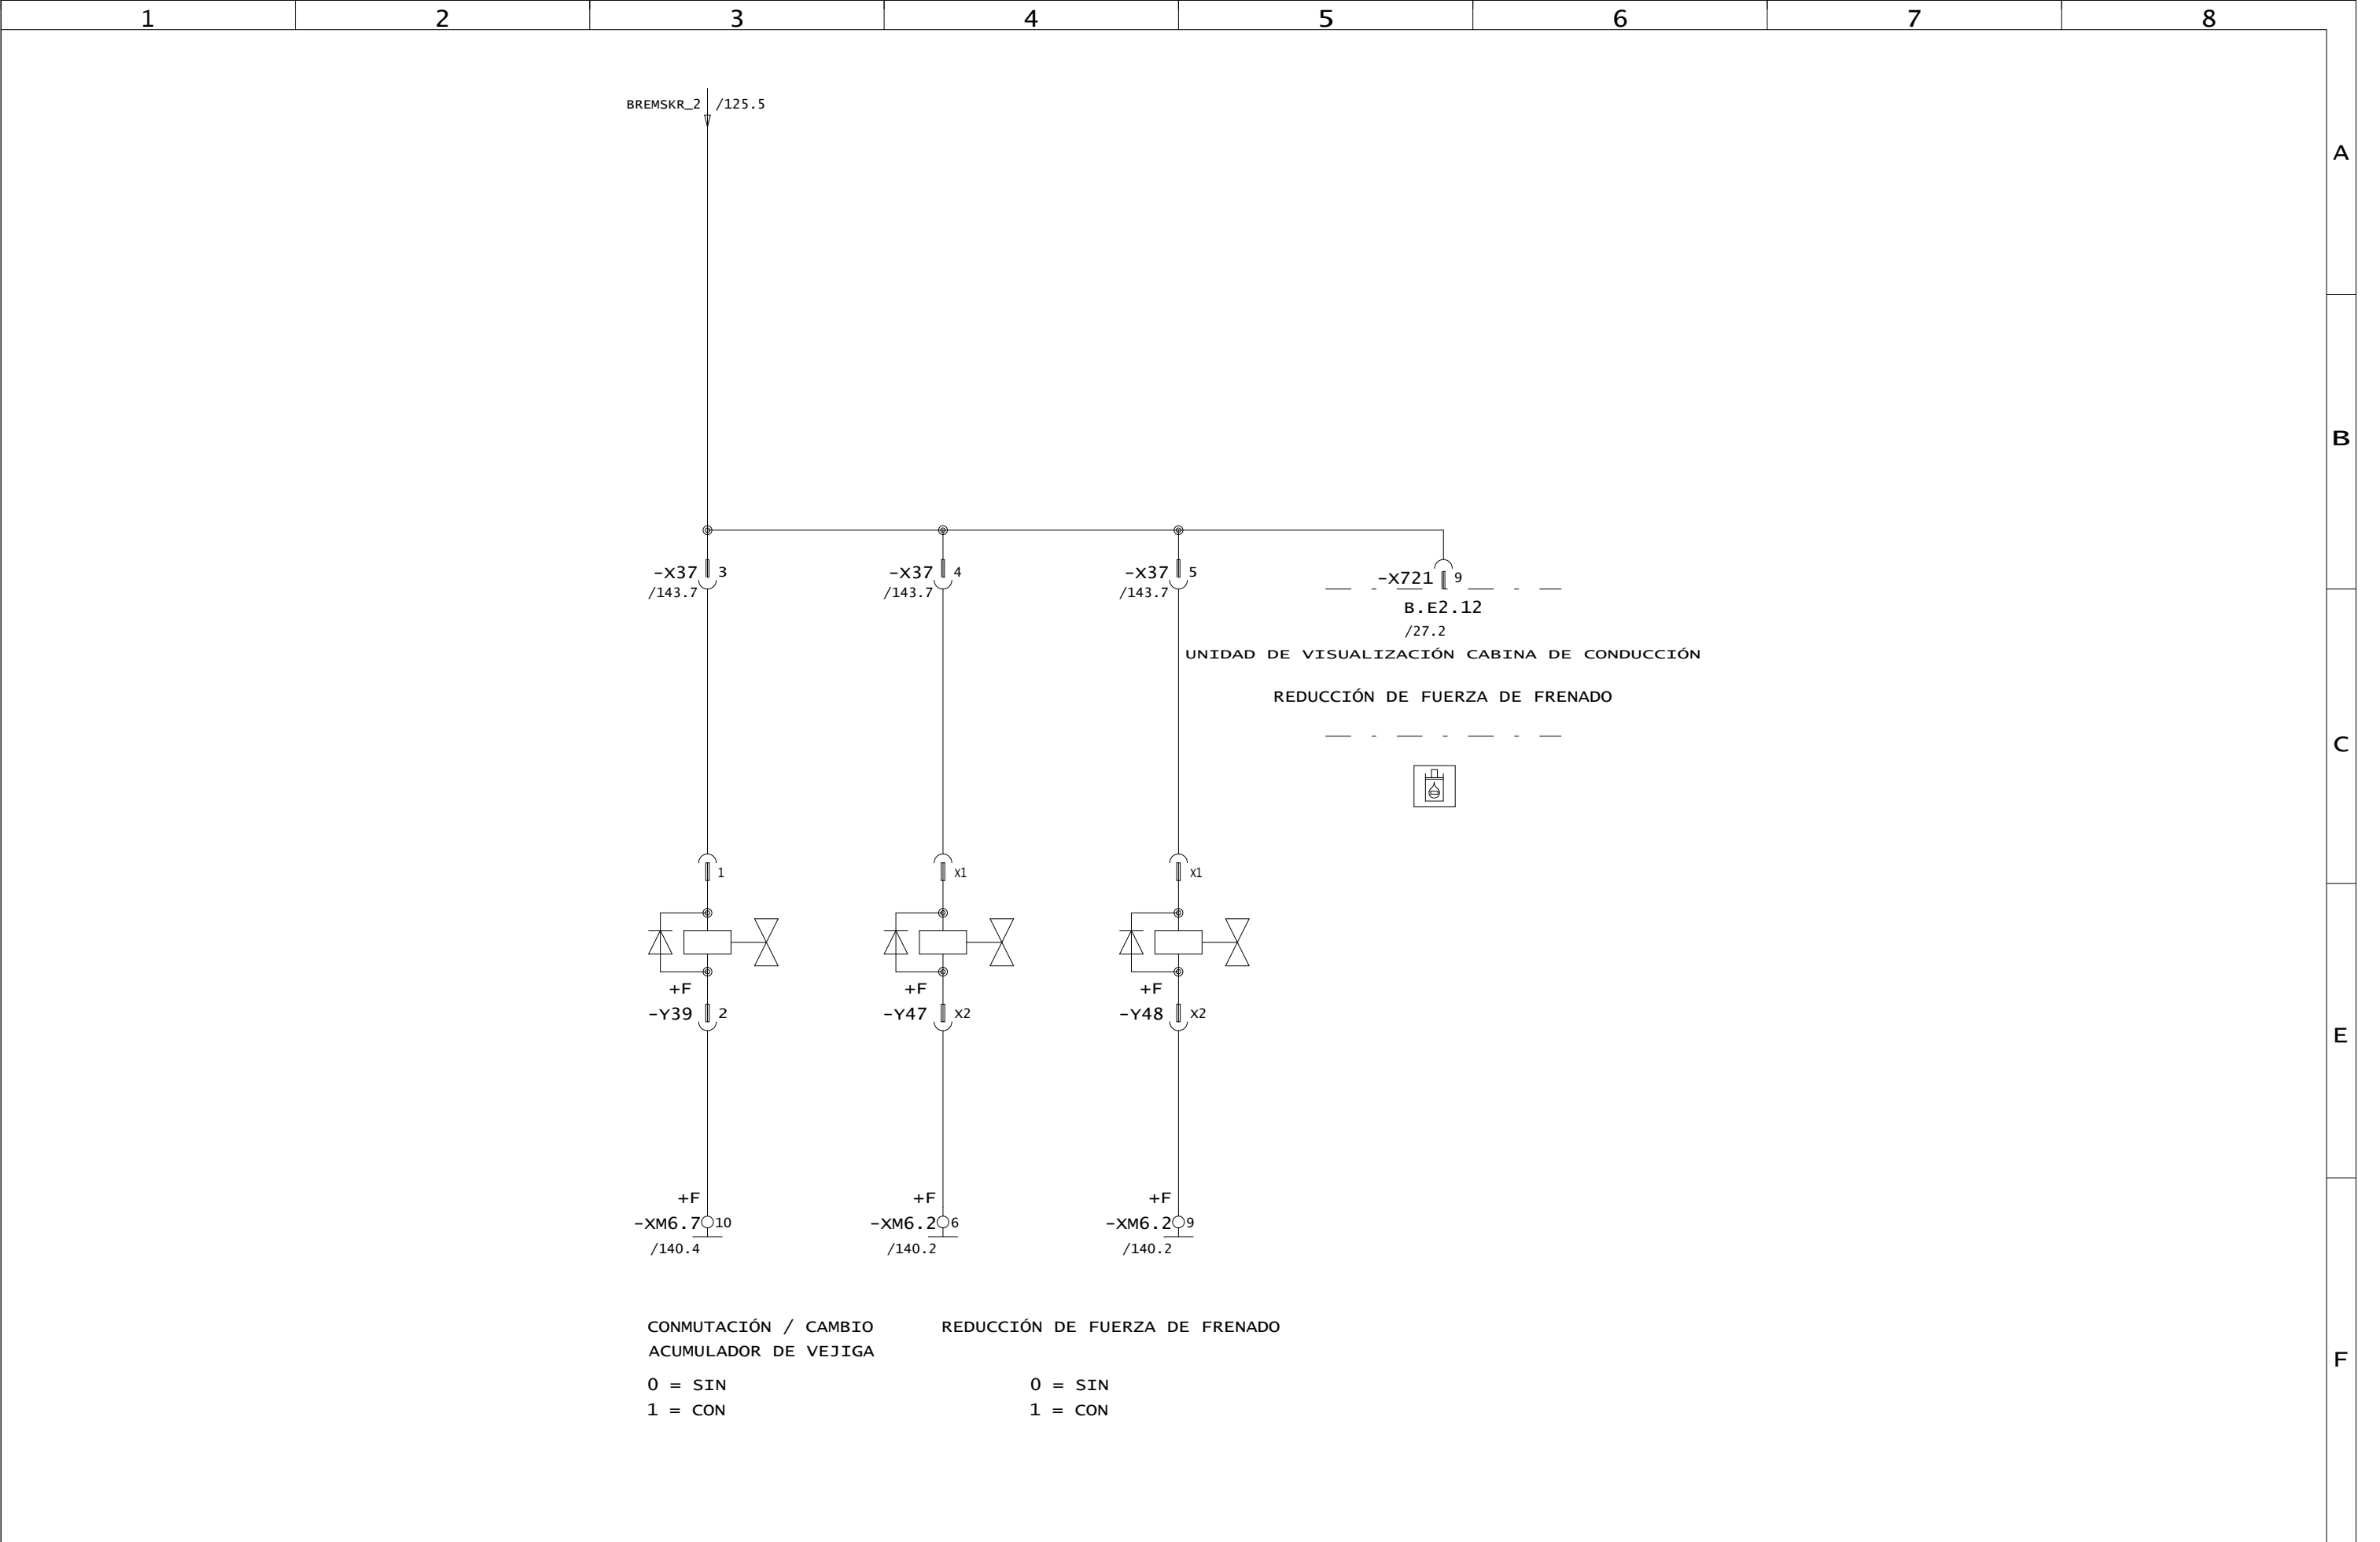 1 2 3 4 5 6 7 8
BREMSKR_2 /125.5
A
B
-X37 3 -X37 4 -X37 5 -X721 9
/143.7 /143.7 /143.7
B.E2.12
/27.2
UNIDAD DE VISUALIZACIÓN CABINA DE CONDUCCIÓN
REDUCCIÓN DE FUERZA DE FRENADO
C
1 X1 X1
+F +F +F
-Y39 2 -Y47 X2 -Y48 X2
E
+F +F +F
-XM6.7 10 -XM6.2 6 -XM6.2 9
/140.4 /140.2 /140.2
CONMUTACIÓN / CAMBIO REDUCCIÓN DE FUERZA DE FRENADO
ACUMULADOR DE VEJIGA
F
0 = SIN 0 = SIN
1 = CON 1 = CON